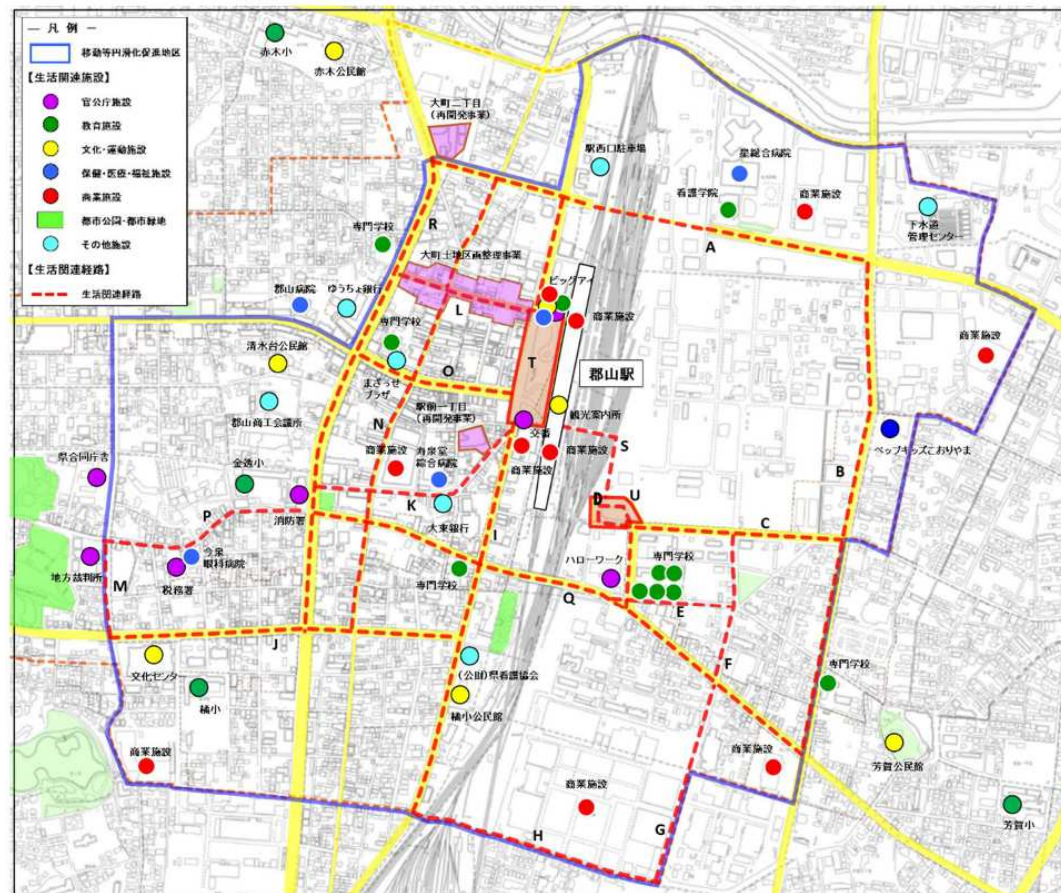 ― 凡 例 ―
移動等円滑化促進地区
【生活関連施設】
官公庁施設
教育施設
文化・運動施設
保健・医療・福祉施設
商業施設
都市公園・都市緑地
その他施設
【生活関連経路】
生活関連経路
赤木小
赤木公民館
大町二丁目
(再開発事業)
駅西口駐車場
星総合病院
看護学院
商業施設
下水道
管理センター
A
R
専門学校
大町土地区画整理事業
ビッグアイ
郡山病院
ゆうちょ銀行
L
商業施設
専門学校
商業施設
清水台公民館
T
郡山駅
まざっせ
プラザ
O
郡山商工会議所
駅前一丁目
(再開発事業)
観光案内所
N
交番
S
B
ペップキッズこおりやま
県合同庁舎
金透小
商業施設
寿泉堂
綜合病院
商業施設
商業施設
消防署
K
D
U
P
大東銀行
I
C
今泉
眼科病院
地方裁判所
M
税務署
専門学校
ハローワーク
専門学校
Q
E
J
F
文化センター
(公財)県看護協会
専門学校
橘小
橘小公民館
芳賀公民館
商業施設
商業施設
商業施設
芳賀小
H
G